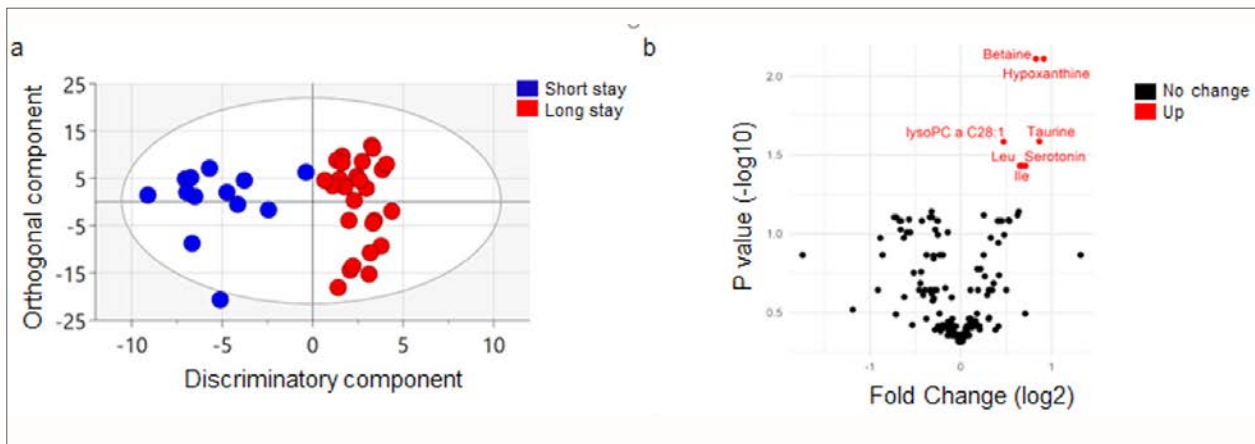 a
25
15
5
-5
-15
-25
Orthogonal component
-10
-5
0
5
10
Discriminatory component
Short stay
Long stay
b
2.0
1.5
1.0
0.5
P value (-log10)
Betaine
Hypoxanthine
lysoPC a C28:1
Taurine
Leu
Serotonin
Ile
-1
0
1
Fold Change (log2)
No change
Up